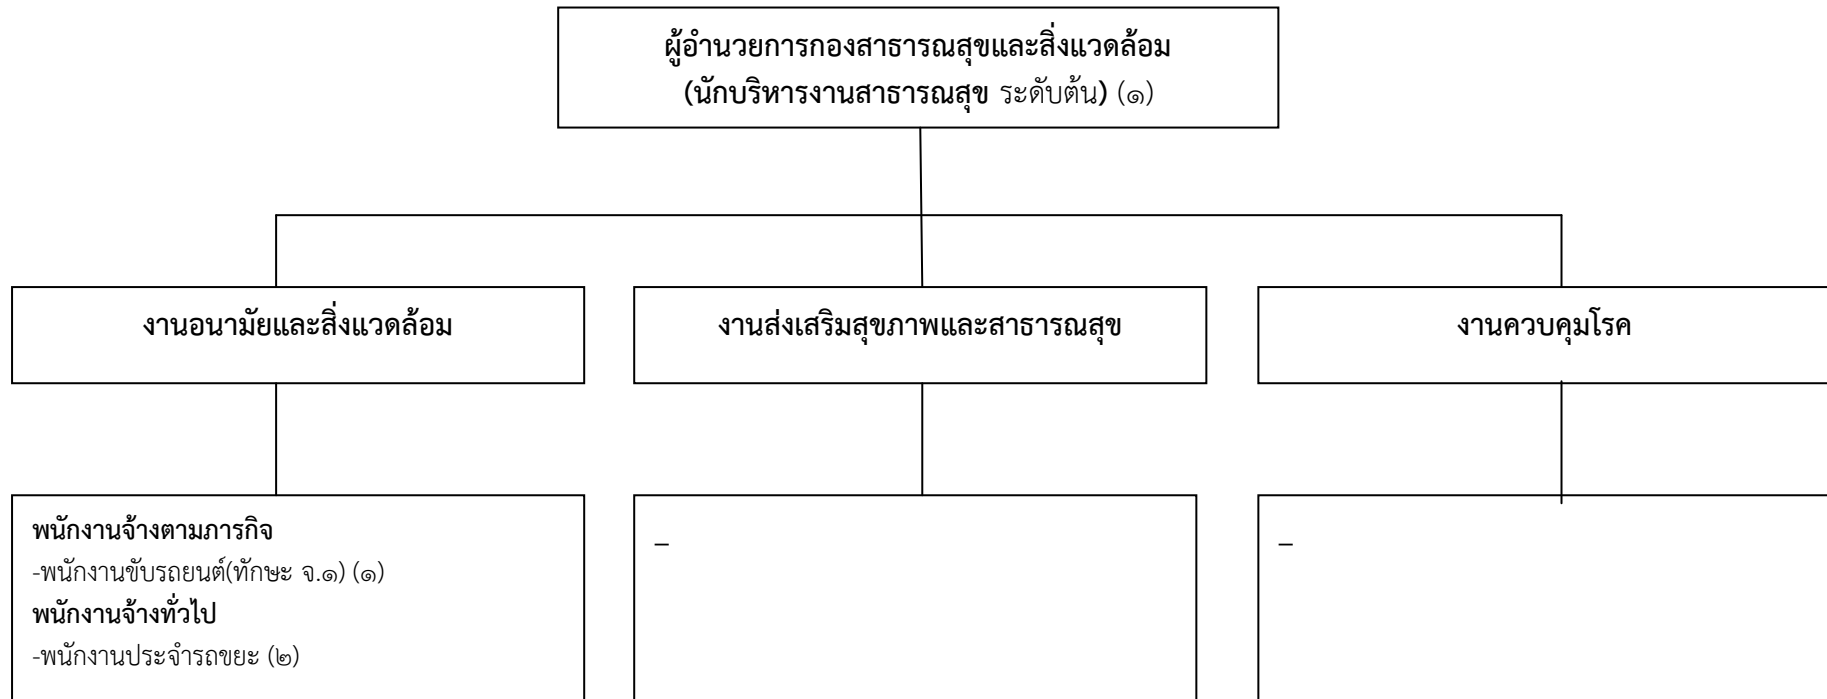 ผู้อำนวยการกองสาธารณสุขและสิ่งแวดล้อม
(นักบริหารงานสาธารณสุข ระดับต้น) (๑)
งานอนามัยและสิ่งแวดล้อม
งานส่งเสริมสุขภาพและสาธารณสุข
งานควบคุมโรค
พนักงานจ้างตามภารกิจ
-พนักงานขับรถยนต์(ทักษะ จ.๑) (๑)
พนักงานจ้างทั่วไป
-พนักงานประจำรถขยะ (๒)
–
–